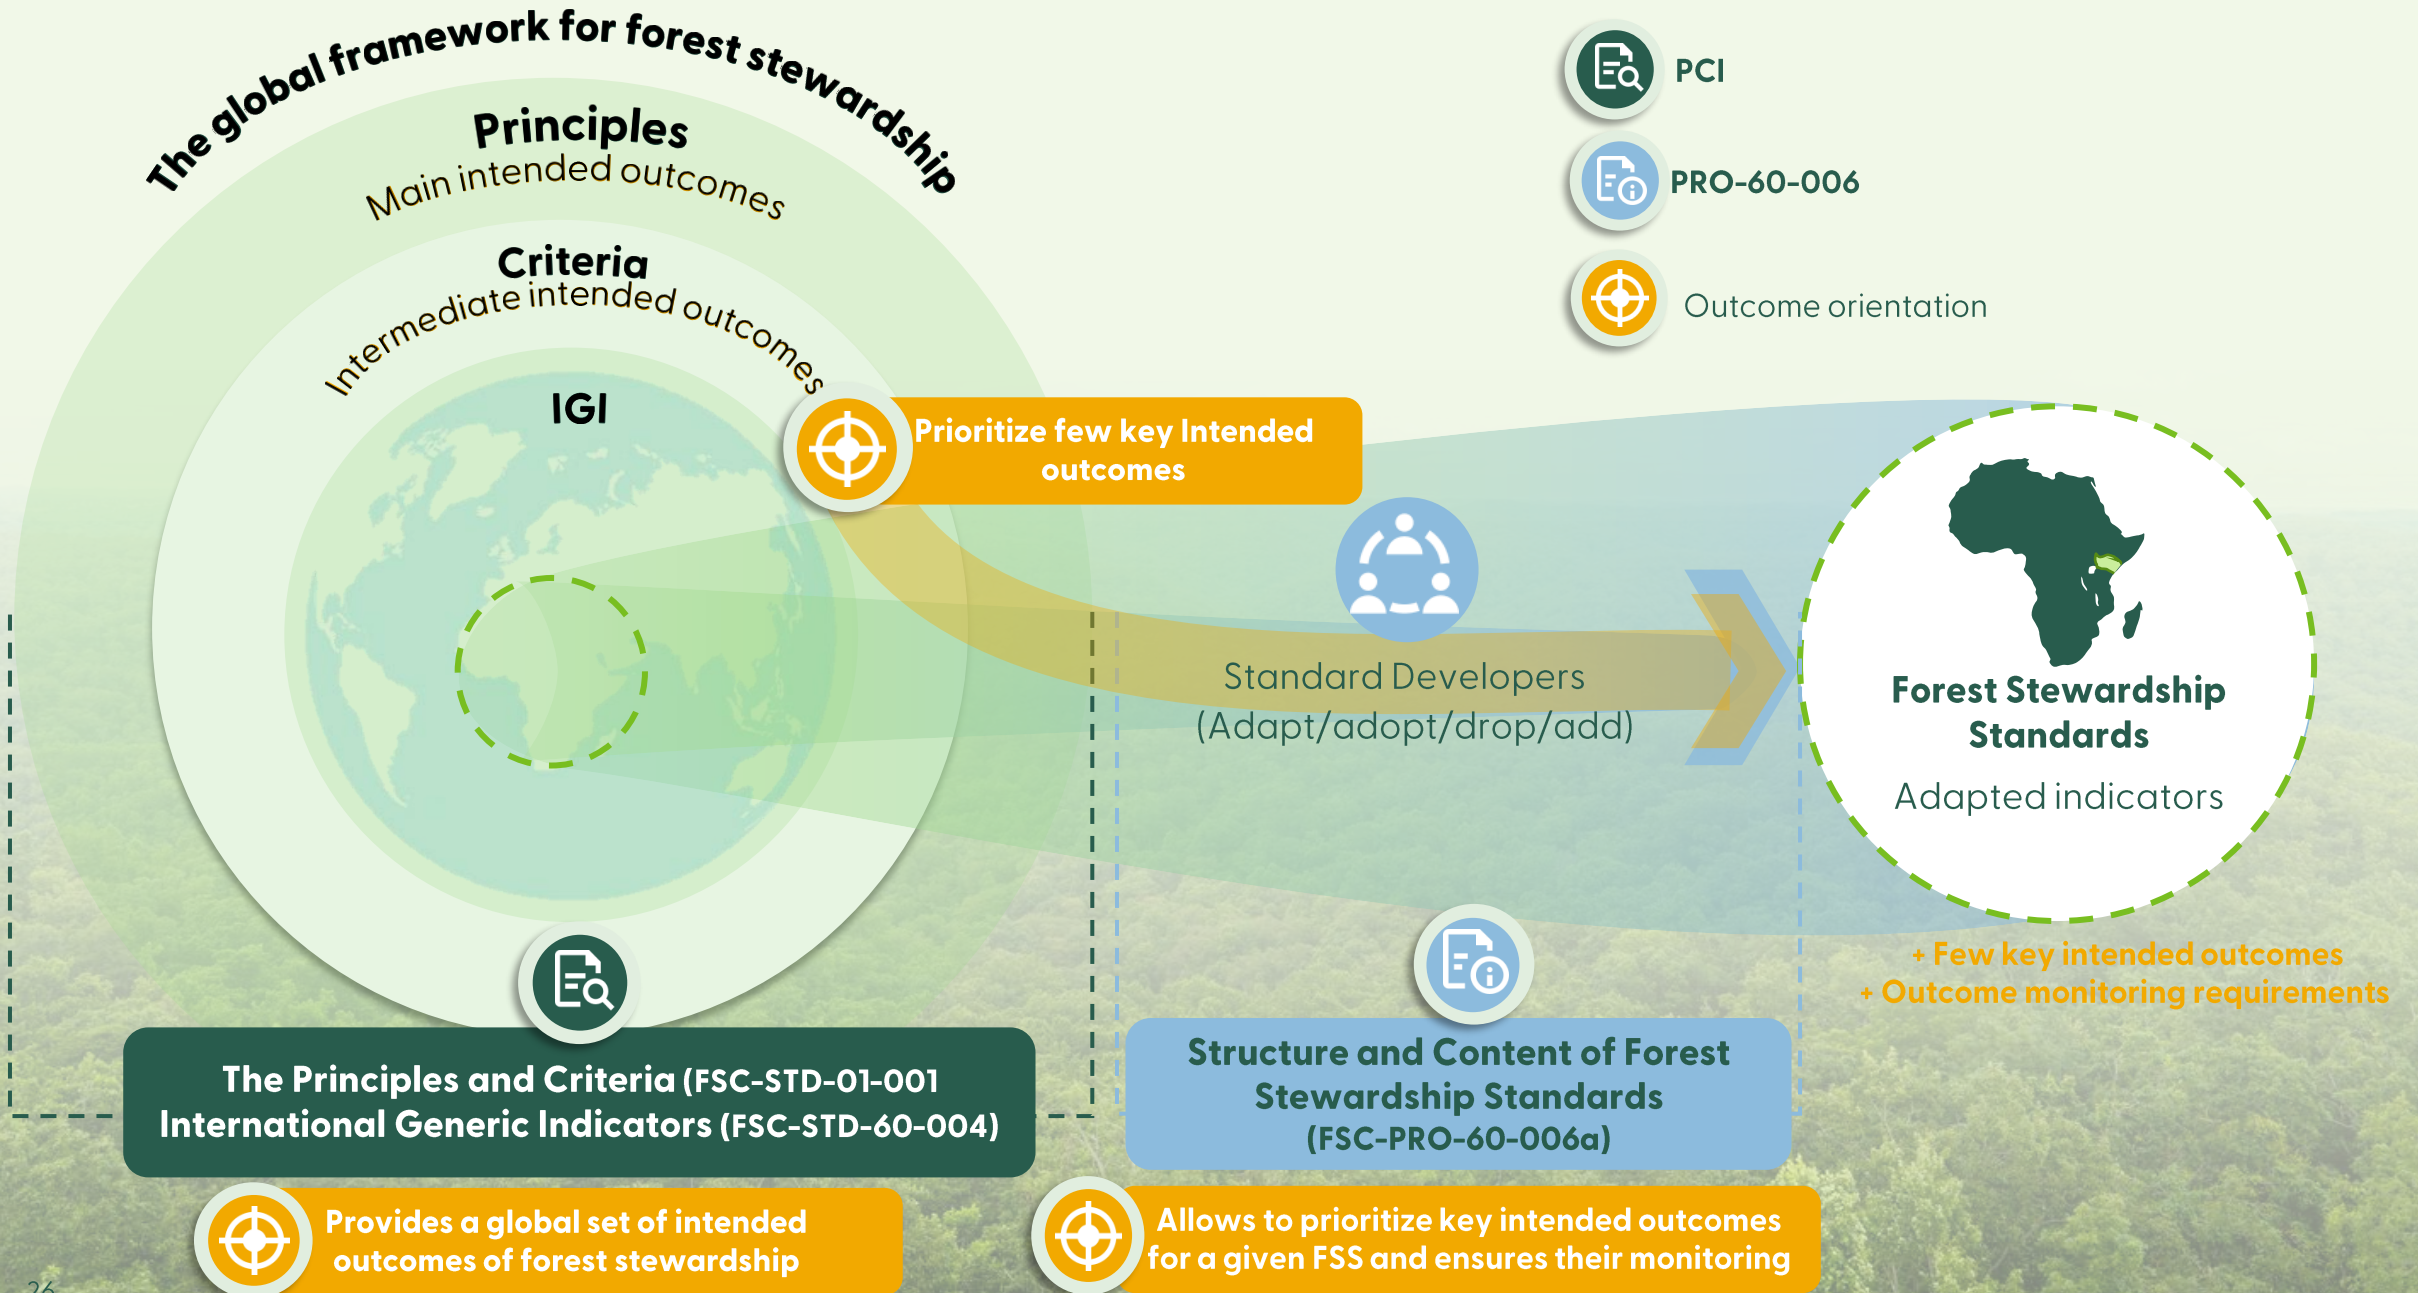 The global framework for forest stewardship
Principles
Main intended outcomes
Criteria
Intermediate intended outcomes
IGI
PCI
PRO-60-006
Outcome orientation
Prioritize few key Intended
outcomes
Standard Developers
(Adapt/adopt/drop/add)
Forest Stewardship
Standards
Adapted indicators
+ Few key intended outcomes
+ Outcome monitoring requirements
The Principles and Criteria (FSC-STD-01-001
International Generic Indicators (FSC-STD-60-004)
Structure and Content of Forest
Stewardship Standards
(FSC-PRO-60-006a)
Provides a global set of intended
outcomes of forest stewardship
Allows to prioritize key intended outcomes
for a given FSS and ensures their monitoring
26